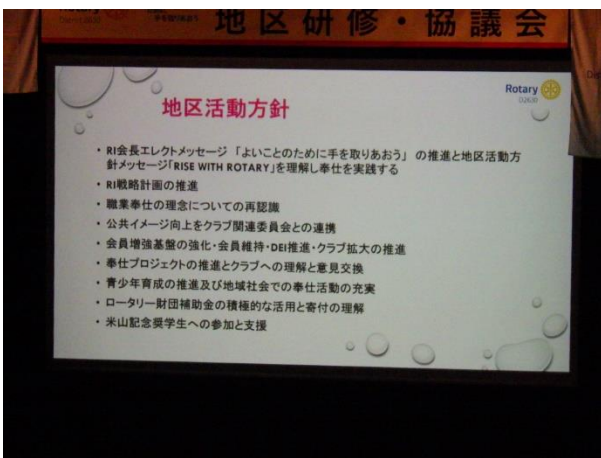 Rotary
手を取りあおう
地区研修・協議会
Rotary
D2630
地区活動方針
・RI会長エレクトメッセージ 「よいことのために手を取りあおう」 の推進と地区活動方
針メッセージ「RISE WITH ROTARY」を理解し奉仕を実践する
・RI戦略計画の推進
・職業奉仕の理念についての再認識
・公共イメージ向上をクラブ関連委員会との連携
・会員増強基盤の強化・会員維持・DEI推進・クラブ拡大の推進
・奉仕プロジェクトの推進とクラブへの理解と意見交換
・青少年育成の推進及び地域社会での奉仕活動の充実
・ロータリー財団補助金の積極的な活用と寄付の理解
・米山記念奨学生への参加と支援